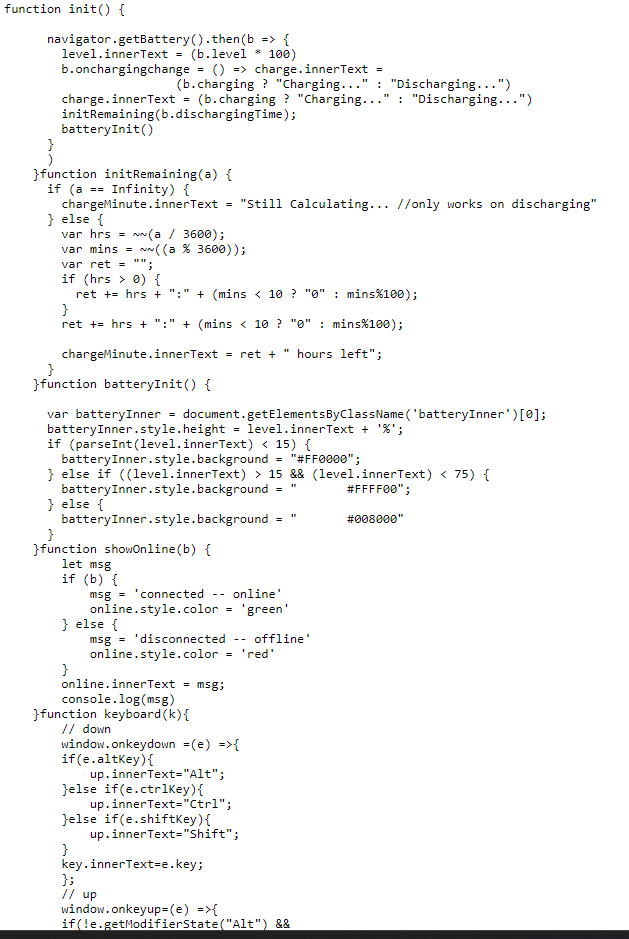 function init() {

      navigator.getBattery().then(b => {
        level.innerText = (b.level * 100)
        b.onchargingchange = () => charge.innerText =
                        (b.charging ? "Charging..." : "Discharging...")
        charge.innerText = (b.charging ? "Charging..." : "Discharging...")
        initRemaining(b.dischargingTime);
        batteryInit()
      }
      )
    }function initRemaining(a) {
      if (a == Infinity) {
        chargeMinute.innerText = "Still Calculating... //only works on discharging"
      } else {
        var hrs = ~~(a / 3600);
        var mins = ~~((a % 3600));
        var ret = "";
        if (hrs > 0) {
          ret += hrs + ":" + (mins < 10 ? "0" : mins%100);
        }
        ret += hrs + ":" + (mins < 10 ? "0" : mins%100);

        chargeMinute.innerText = ret + " hours left";
      }
    }function batteryInit() {

      var batteryInner = document.getElementsByClassName('batteryInner')[0];
      batteryInner.style.height = level.innerText + '%';
      if (parseInt(level.innerText) < 15) {
        batteryInner.style.background = "#FF0000";
      } else if ((level.innerText) > 15 && (level.innerText) < 75) {
        batteryInner.style.background = "       #FFFF00";
      } else {
        batteryInner.style.background = "       #008000"
      }
    }function showOnline(b) {
        let msg
        if (b) {
            msg = 'connected -- online'
            online.style.color = 'green'
        } else {
            msg = 'disconnected -- offline'
            online.style.color = 'red'
        }
        online.innerText = msg;
        console.log(msg)
    }function keyboard(k){
        // down
        window.onkeydown =(e) =>{
        if(e.altKey){
            up.innerText="Alt";
        }else if(e.ctrlKey){
            up.innerText="Ctrl";
        }else if(e.shiftKey){
            up.innerText="Shift";
        }
        key.innerText=e.key;
        };
        // up
        window.onkeyup=(e) =>{
        if(!e.getModifierState("Alt") &&